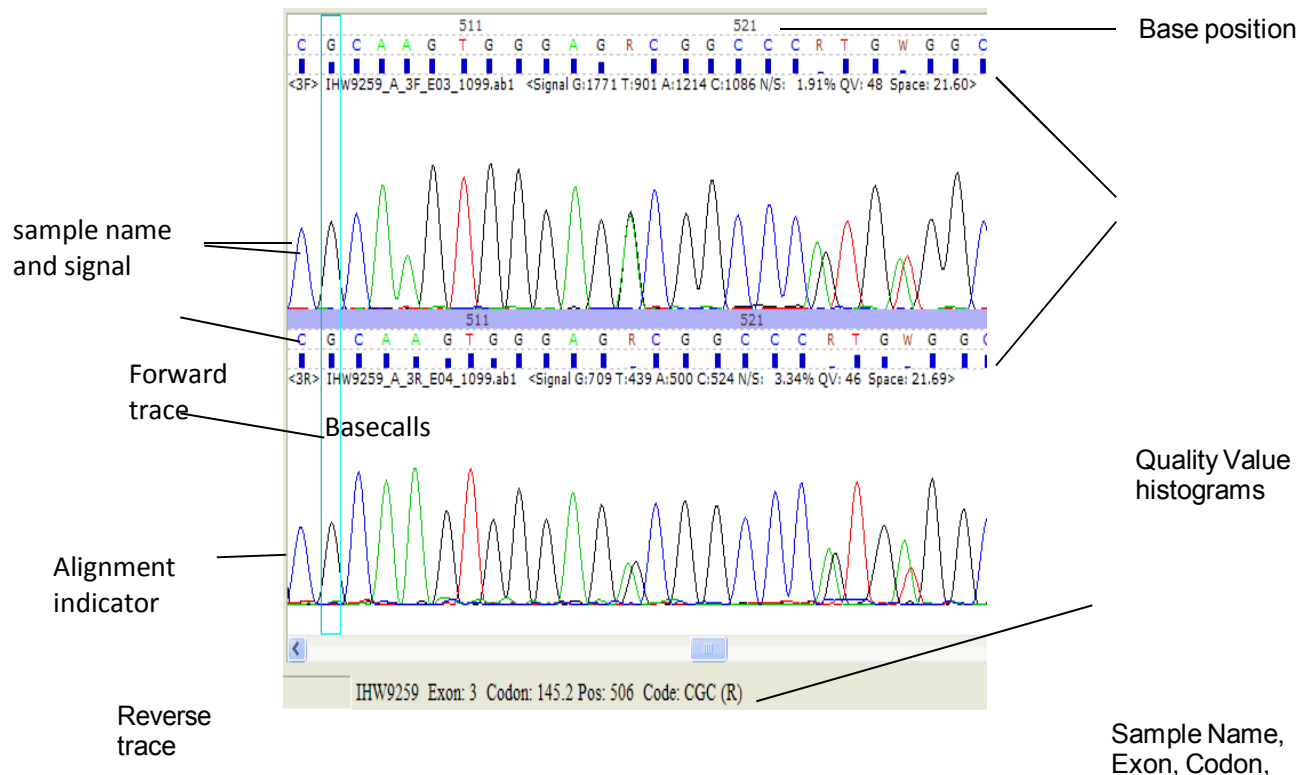 511 521
C G C A A G T G G G A G R C G G C C C R T G W G G C
<3F> IHW9259_A_3F_E03_1099.ab1 <Signal G:1771 T:901 A:1214 C:1086 N/S: 1.91% QV: 48 Space: 21.60>
Base position
sample name
and signal
511 521
C G C A A G T G G G A G R C G G C C C R T G W G G C
<3R> IHW9259_A_3R_E04_1099.ab1 <Signal G:709 T:439 A:500 C:524 N/S: 3.34% QV: 46 Space: 21.69>
Forward
trace
Basecalls
Quality Value
histograms
Alignment
indicator
IHW9259 Exon: 3 Codon: 145.2 Pos: 506 Code: CGC (R)
Reverse
trace
Sample Name,
Exon, Codon,